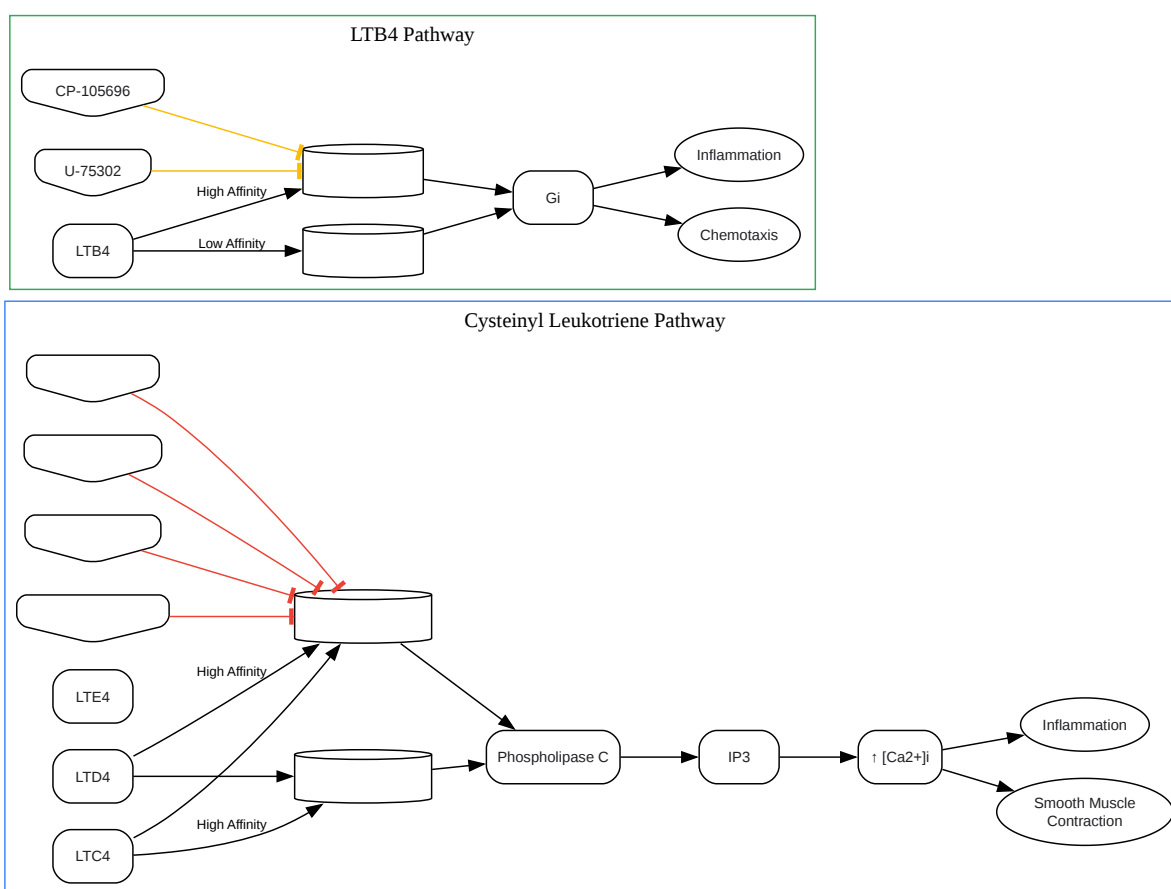 LTB4 Pathway
CP-105696
U-75302
High Affinity
LTB4
Low Affinity
Gi
Inflammation
Chemotaxis
Cysteinyl Leukotriene Pathway
High Affinity
LTE4
LTD4
High Affinity
LTC4
Phospholipase C
IP3
↑ [Ca2+]i
Inflammation
Smooth Muscle
Contraction